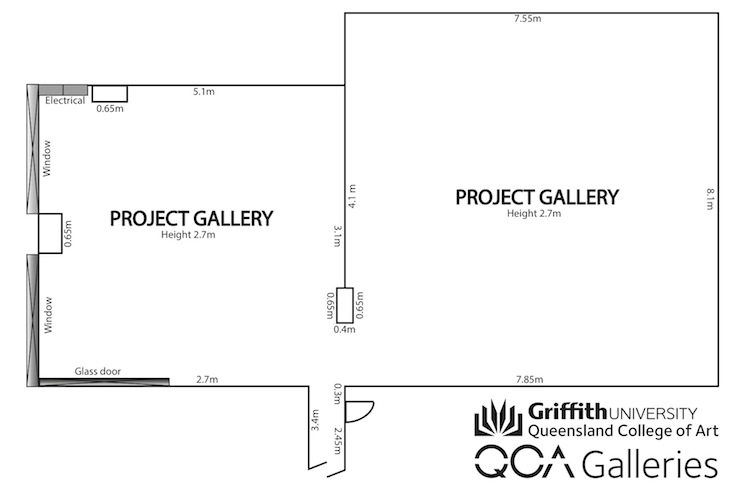 7.55m
5.1m
Electrical
0.65m
Window
4.1 m
8.1m
PROJECT GALLERY
Height 2.7m
PROJECT GALLERY
Height 2.7m
0.65m
3.1m
Window
0.65m
0.65m
0.4m
Glass door
2.7m
7.85m
0.3m
3.4m
2.45m
Griffith UNIVERSITY
Queensland College of Art
QCA Galleries